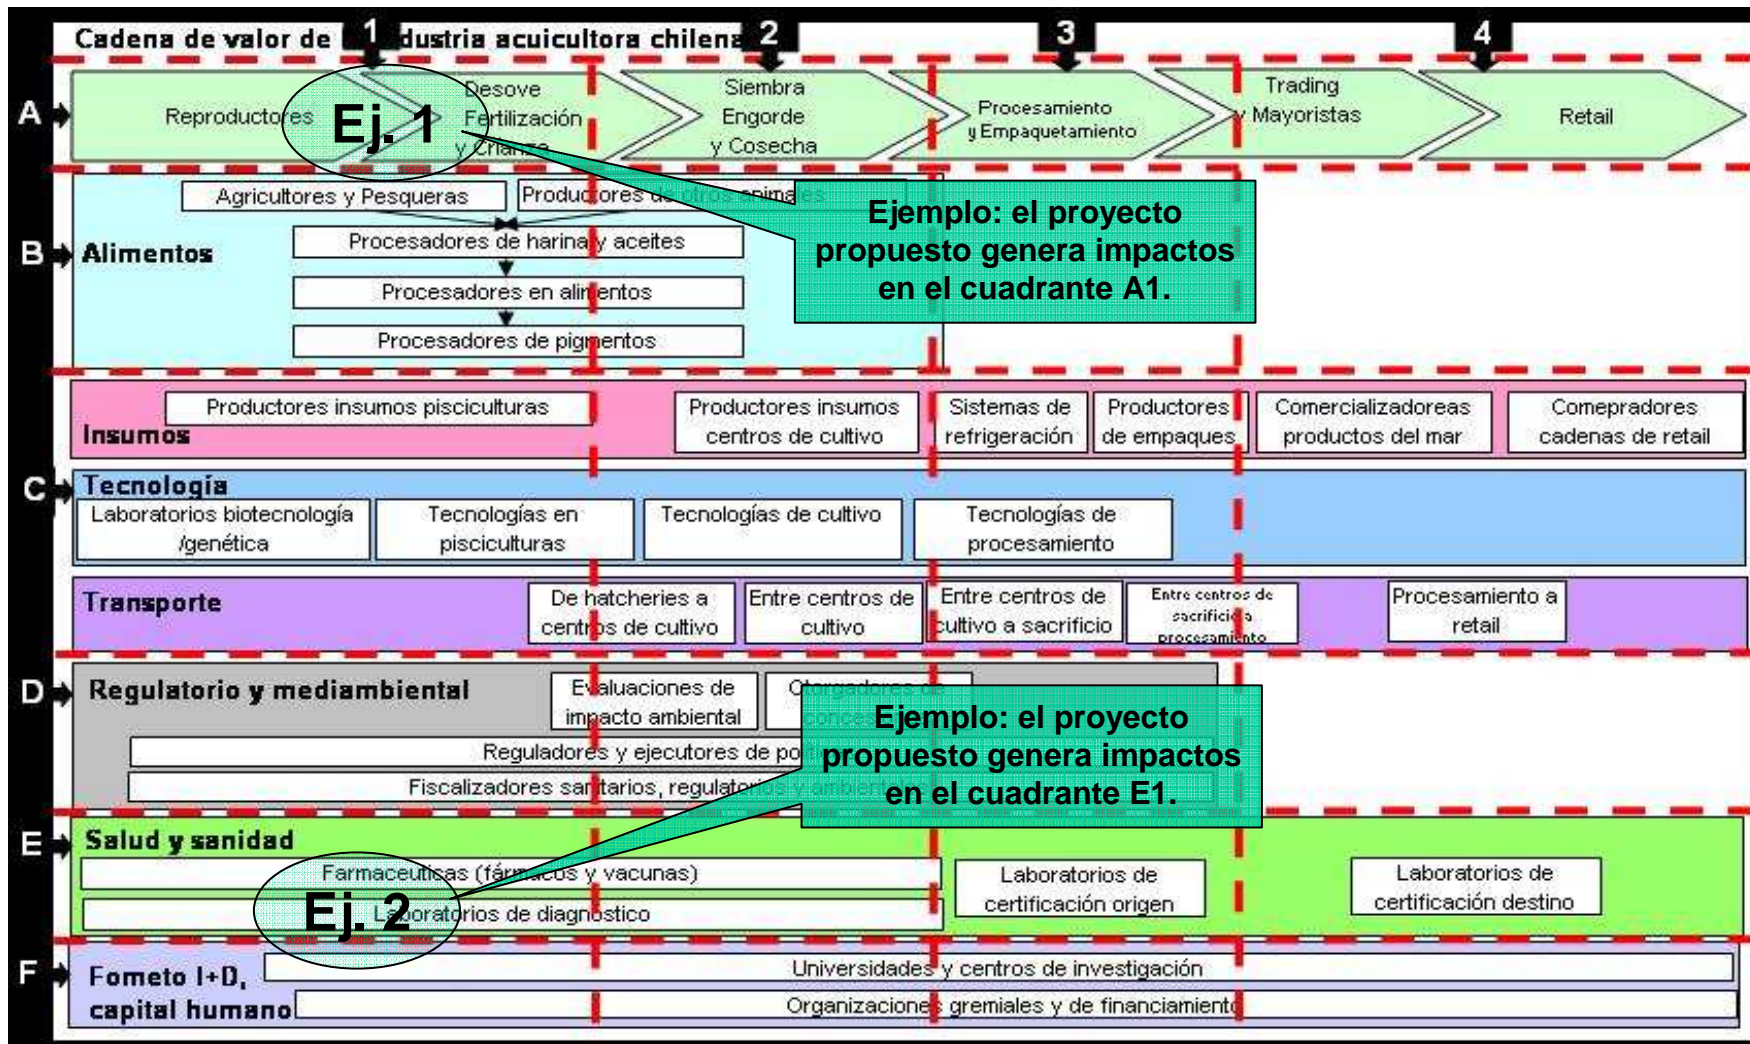 1
2
3
4
Cadena de valor de dustria acuicultora chilena
A
Reproductores
Desove
Fertilización
y Crianza
Siembra
Engorde
y Cosecha
Procesamiento
y Empaquetamiento
Trading
y Mayoristas
Retail
Ej. 1
Ejemplo: el proyecto
propuesto genera impactos
en el cuadrante A1.
B
Alimentos
Agricultores y Pesqueras
Productores de otros animales
Procesadores de harina y aceites
Procesadores en alimentos
Procesadores de pigmentos
Insumos
Productores insumos pisciculturas
Productores insumos
centros de cultivo
Sistemas de
refrigeración
Productores
de empaques
Comercializadoreas
productos del mar
Comepradores
cadenas de retail
C
Tecnología
Laboratorios biotecnología
/genética
Tecnologías en
pisciculturas
Tecnologías de cultivo
Tecnologías de
procesamiento
Transporte
De hatcheries a
centros de cultivo
Entre centros de
cultivo
Entre centros de
cultivo a sacrificio
Entre centros de
sacrificio a
procesamiento
Procesamiento a
retail
D
Regulatorio y mediambiental
Evaluaciones de
impacto ambiental
Otorgadores de
Reguladores y ejecutores de
Fiscalizadores sanitarios, regulatorios y ambientales
Ejemplo: el proyecto
propuesto genera impactos
en el cuadrante E1.
E
Salud y sanidad
Farmaceuticas (fármacos y vacunas)
Laboratorios de diagnóstico
Ej. 2
Laboratorios de
certificación origen
Laboratorios de
certificación destino
F
Fometo I+D,
capital humano
Universidades y centros de investigación
Organizaciones gremiales y de financiamiento